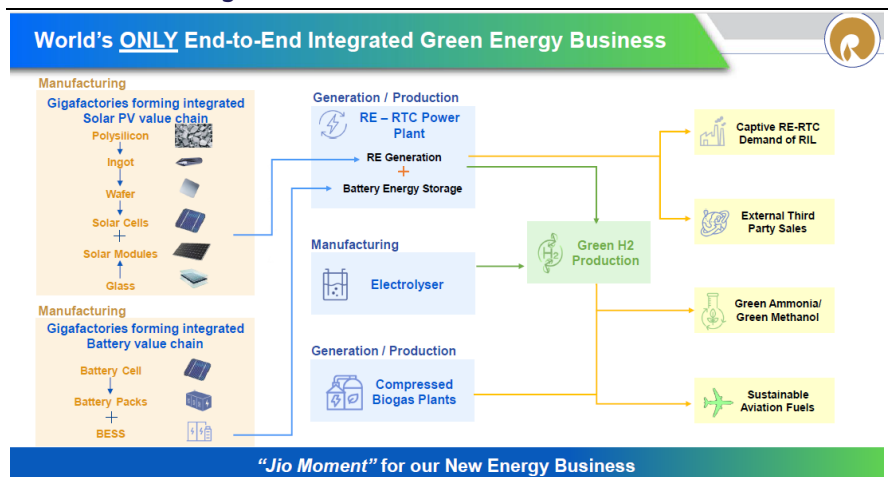 World's ONLY End-to-End Integrated Green Energy Business
Manufacturing
Gigafactories forming integrated
Solar PV value chain
Polysilicon
Ingot
Wafer
Solar Cells
+
Solar Modules
Glass
Manufacturing
Gigafactories forming integrated
Battery value chain
Battery Cell
Battery Packs
+
BESS
Generation / Production
RE – RTC Power
Plant
RE Generation
+
Battery Energy Storage
Manufacturing
Electrolyser
Generation / Production
Compressed
Biogas Plants
H2
Green H2
Production
Captive RE-RTC
Demand of RIL
External Third
Party Sales
Green Ammonia/
Green Methanol
Sustainable
Aviation Fuels
"Jio Moment" for our New Energy Business